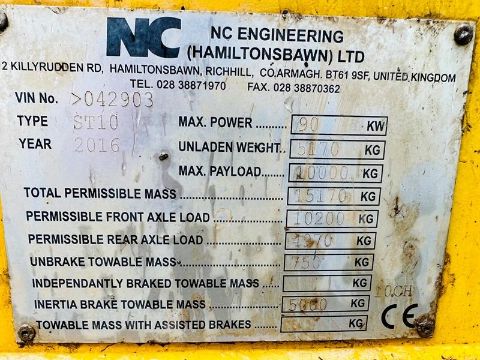 NC NC ENGINEERING
(HAMILTONSBAWN) LTD
2 KILLYRUDDEN RD, HAMILTONSBAWN, RICHHILL, CO.ARMAGH. BT61 9SF, UNITED KINGDOM
TEL. 028 38871970 FAX. 028 38870362
VIN No. >042903
TYPE ST10 MAX. POWER 90 KW
YEAR 2016 UNLADEN WEIGHT 5170 KG
MAX. PAYLOAD 10000 KG
TOTAL PERMISSIBLE MASS 15170 KG
PERMISSIBLE FRONT AXLE LOAD 10200 KG
PERMISSIBLE REAR AXLE LOAD KG
UNBRAKE TOWABLE MASS 750 KG
INDEPENDANTLY BRAKED TOWABLE MASS KG
INERTIA BRAKE TOWABLE MASS 5000 KG
TOWABLE MASS WITH ASSISTED BRAKES KG
CE